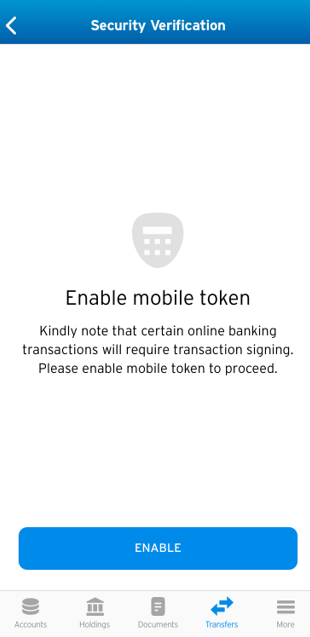 Security Verification
Enable mobile token
Kindly note that certain online banking
transactions will require transaction signing.
Please enable mobile token to proceed.
ENABLE
Accounts
Holdings
Documents
Transfers
More